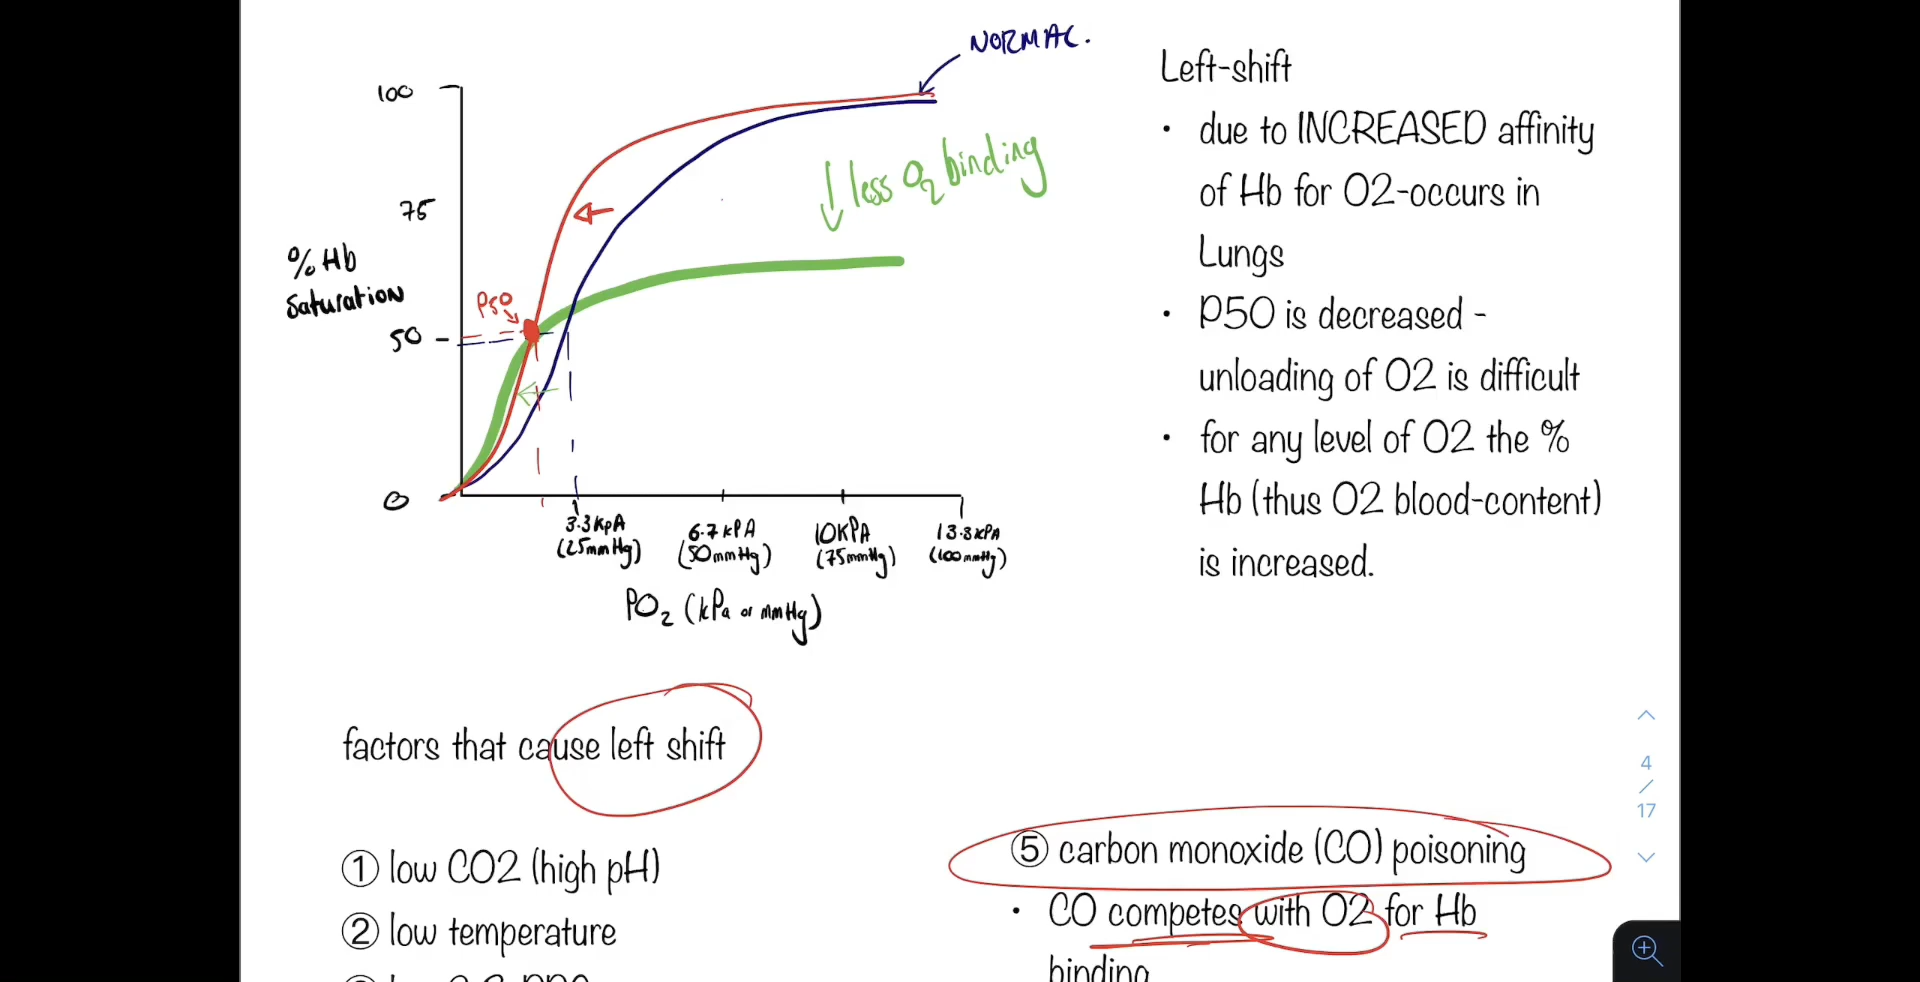 NORMAL.
100
75
% Hb
Saturation
P50
50
0
↓ less O2 binding
3.3kpA
(25mmHg)
6.7 kPA
(50mmHg)
10KPA
(75mmHg)
13.3kPA
(100mmHg)
PO2 (kPa or mmHg)
Left-shift
• due to INCREASED affinity
of Hb for O2-occurs in
Lungs
• P50 is decreased -
unloading of O2 is difficult
• for any level of O2 the %
Hb (thus O2 blood-content)
is increased.
factors that cause left shift
① low CO2 (high pH)
② low temperature
⑤ carbon monoxide (CO) poisoning
• CO competes with O2 for Hb
binding
4
/
17